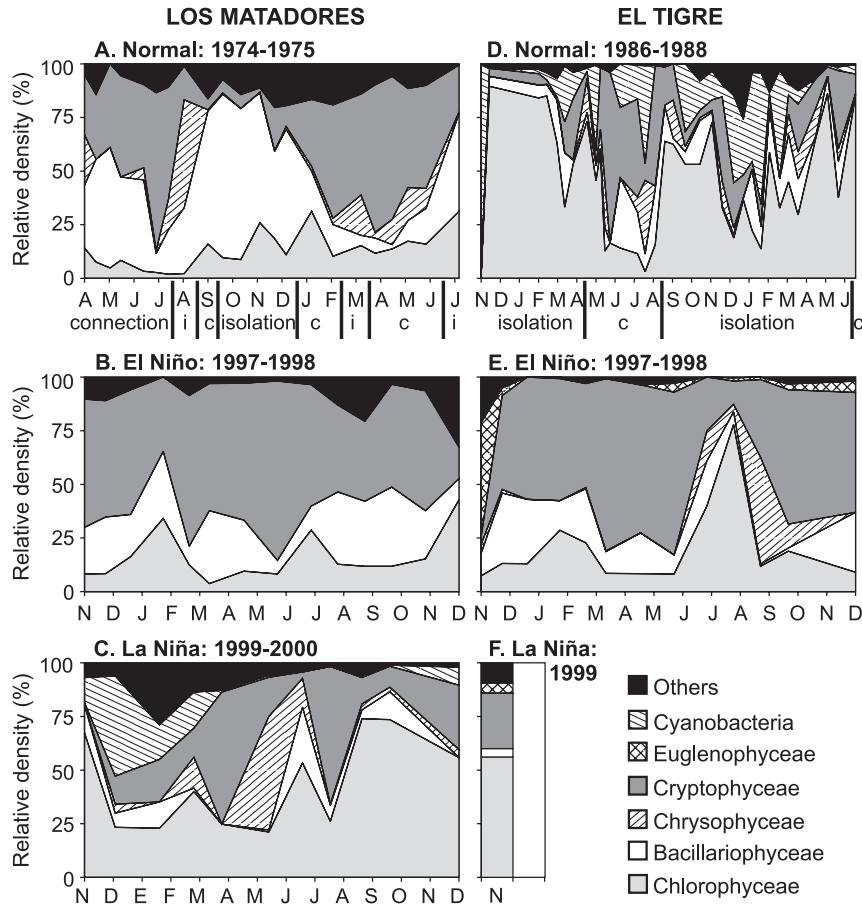 LOS MATADORES
EL TIGRE
A. Normal: 1974-1975
Relative density (%)
100
75
50
25
0
A M J J A S O N D J F M A M J J
connection i c isolation c i c i
D. Normal: 1986-1988
N D J F M A M J J A S O N D J F M A M J
isolation c isolation c
B. El Niño: 1997-1998
Relative density (%)
100
75
50
25
0
N D J F M A M J J A S O N D
E. El Niño: 1997-1998
N D J F M A M J J A S O N D
C. La Niña: 1999-2000
Relative density (%)
100
75
50
25
0
N D E F M A M J J A S O N D
F. La Niña:
1999
N
Others
Cyanobacteria
Euglenophyceae
Cryptophyceae
Chrysophyceae
Bacillariophyceae
Chlorophyceae